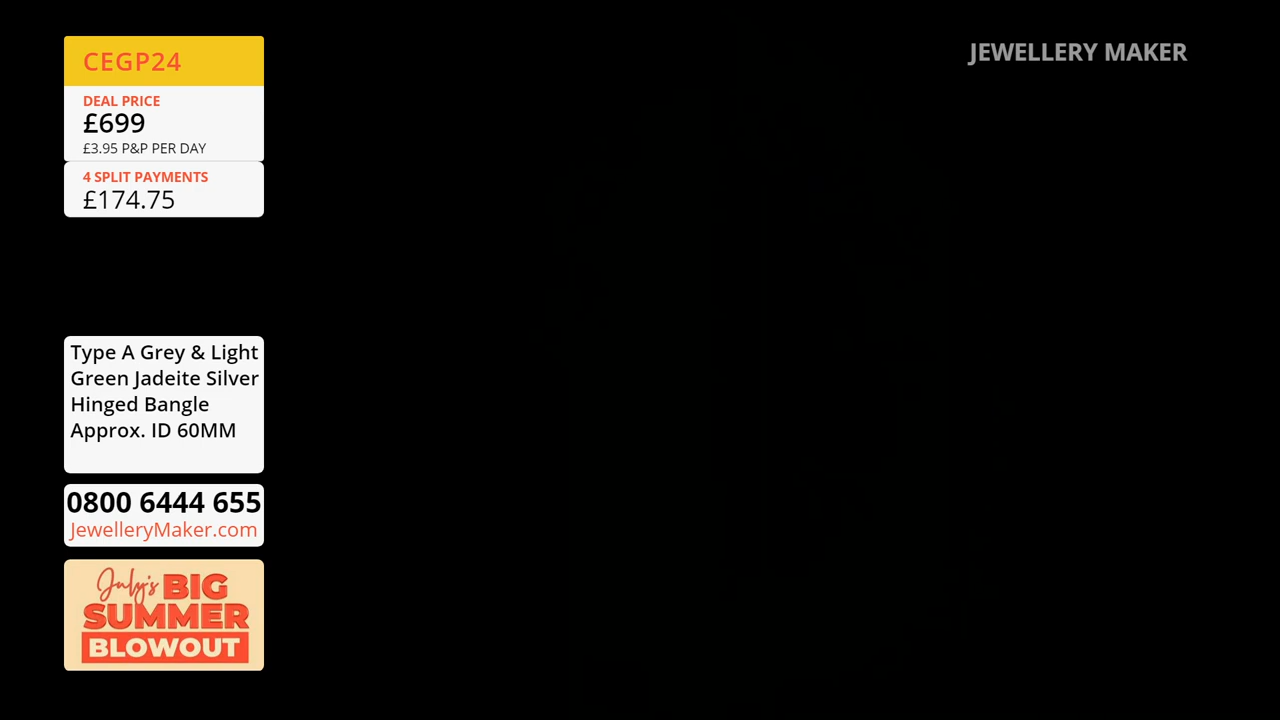 CEGP24
DEAL PRICE
£699
£3.95 P&P PER DAY
4 SPLIT PAYMENTS
£174.75
Type A Grey & Light
Green Jadeite Silver
Hinged Bangle
Approx. ID 60MM
0800 6444 655
JewelleryMaker.com
July's BIG
SUMMER
BLOWOUT
JEWELLERY MAKER